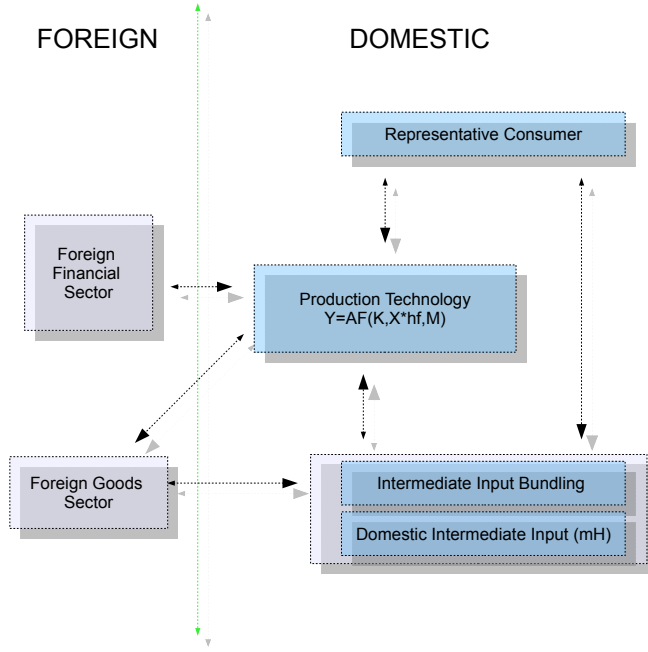 FOREIGN
DOMESTIC
Representative Consumer
Foreign
Financial
Sector
Production Technology
Y=AF(K,X*hf,M)
Foreign Goods
Sector
Intermediate Input Bundling
Domestic Intermediate Input (mH)